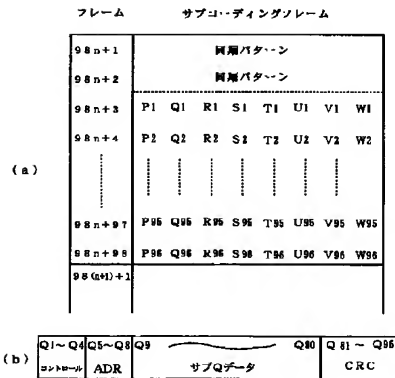 フレーム サブコーディングフレーム
98n+1 同期パターン
98n+2 同期パターン
98n+3 P1 Q1 R1 S1 T1 U1 V1 W1
98n+4 P2 Q2 R2 S2 T2 U2 V2 W2
(a)
98n+97 P95 Q95 R95 S95 T95 U95 V95 W95
98n+98 P96 Q96 R96 S96 T96 U96 V96 W96
98(n+1)+1
(b)
Q1~Q4 Q5~Q8 Q9 Q80 Q81~Q96
コントロール ADR サブQデータ CRC